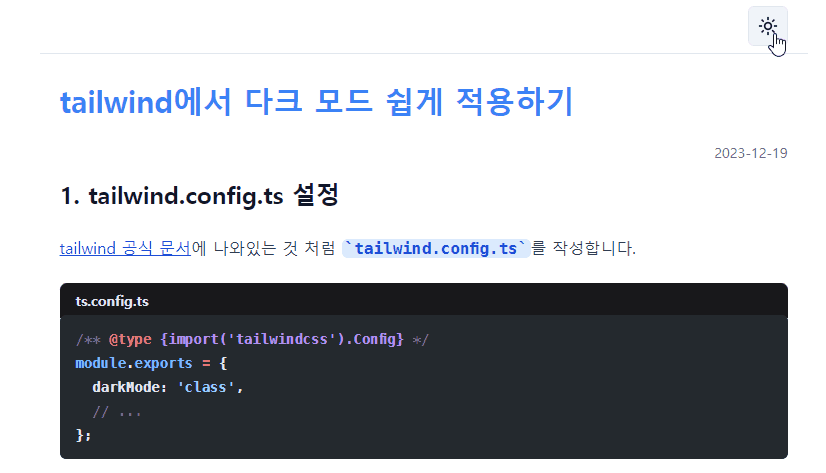 tailwind에서 다크 모드 쉽게 적용하기
2023-12-19
1. tailwind.config.ts 설정
tailwind 공식 문서에 나와있는 것 처럼 `tailwind.config.ts`를 작성합니다.
ts.config.ts
/** @type {import('tailwindcss').Config} */
module.exports = {
  darkMode: 'class',
  // ...
};